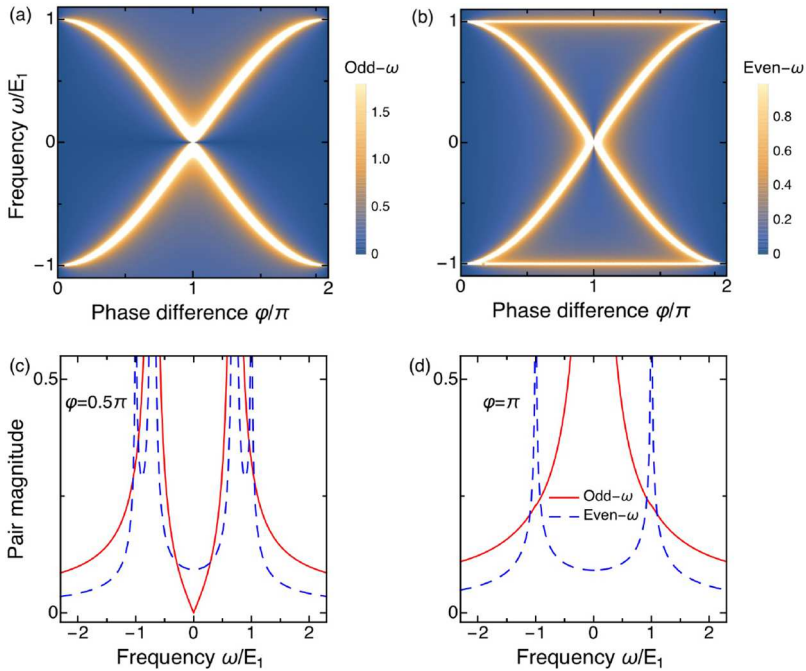 (a)
Frequency ω/E₁
1
0
−1
0
1
2
Phase difference φ/π
Odd-ω
1.5
1.0
0.5
0
(b)
1
0
−1
0
1
2
Phase difference φ/π
Even-ω
0.8
0.6
0.4
0.2
0
(c)
Pair magnitude
0.5
0
φ=0.5π
−2 −1 0 1 2
Frequency ω/E₁
(d)
0.5
0
φ=π
Odd-ω
Even-ω
−2 −1 0 1 2
Frequency ω/E₁